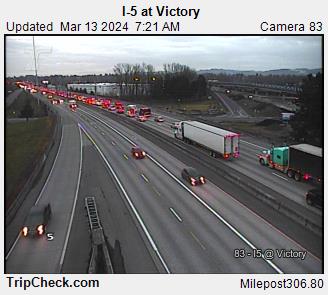 I-5 at Victory
Updated Mar 13 2024 7:21 AM Camera 83
5
83 - I5 @ Victory
TripCheck.com Milepost306.80